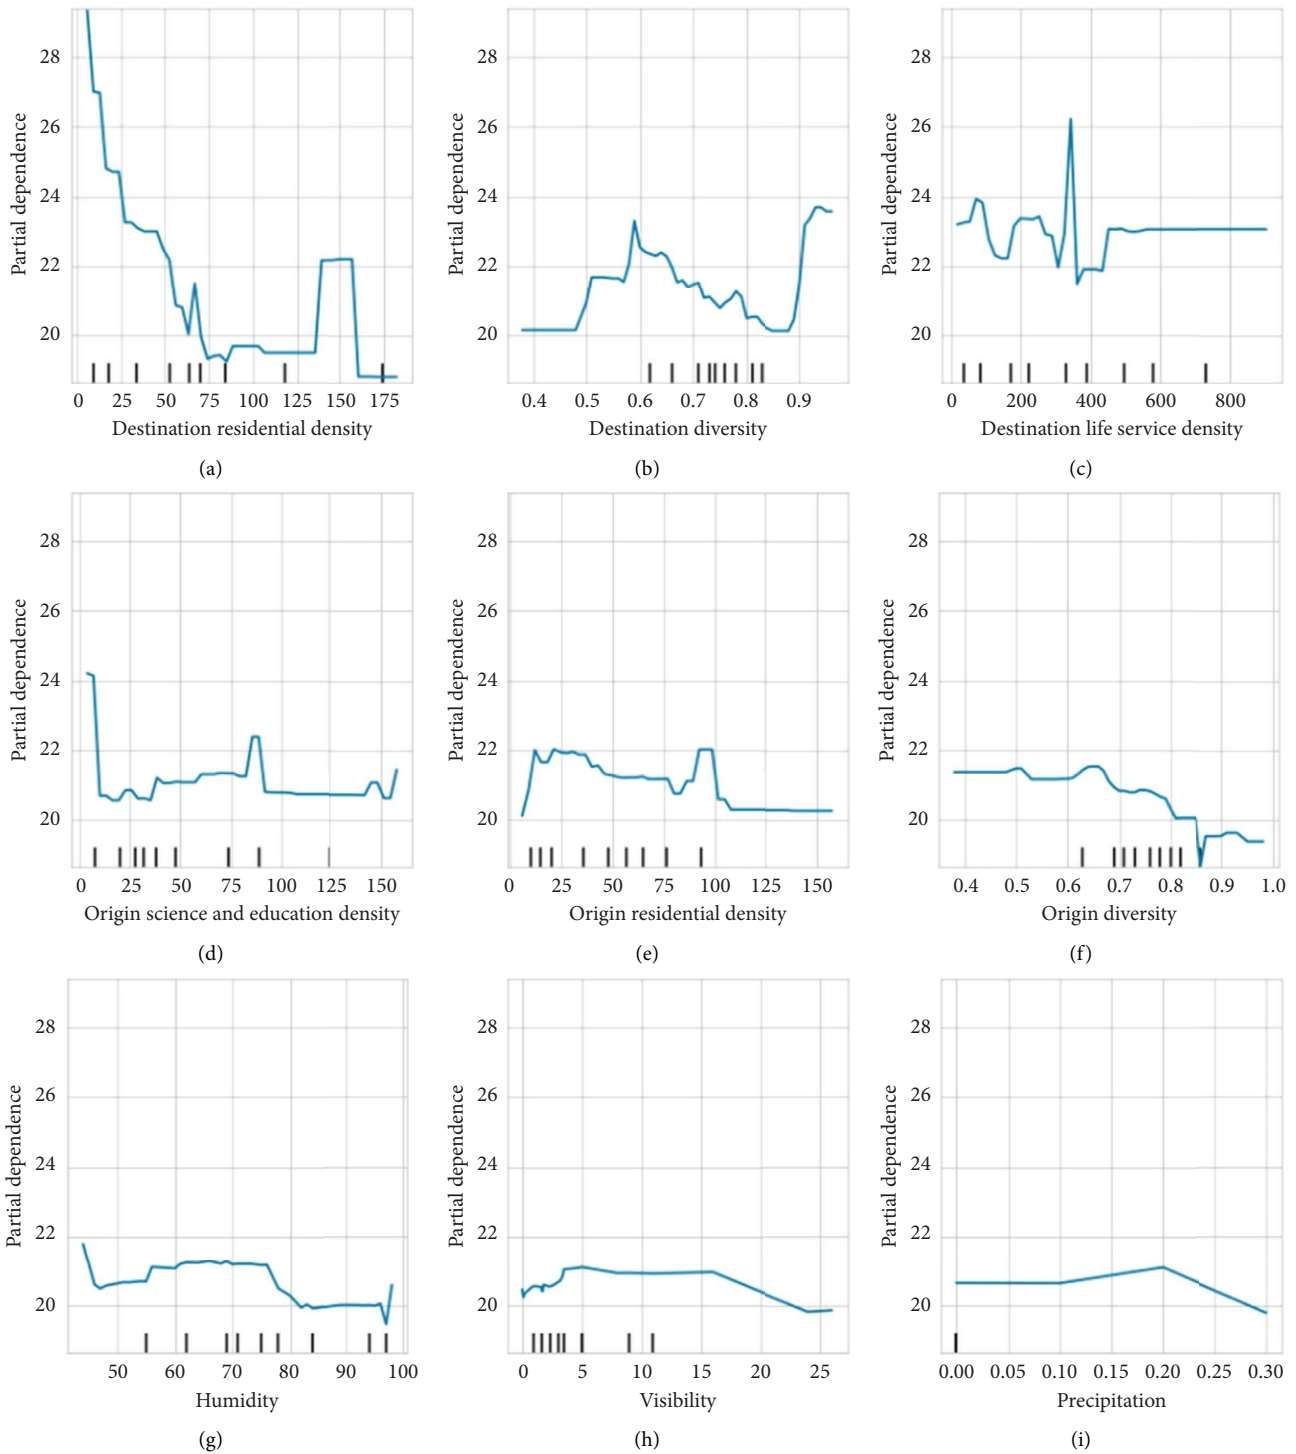 28
26
24
22
20
Partial dependence
0 25 50 75 100 125 150 175
Destination residential density
(a)
28
26
24
22
20
Partial dependence
0.4 0.5 0.6 0.7 0.8 0.9
Destination diversity
(b)
28
26
24
22
20
Partial dependence
0 200 400 600 800
Destination life service density
(c)
28
26
24
22
20
Partial dependence
0 25 50 75 100 125 150
Origin science and education density
(d)
28
26
24
22
20
Partial dependence
0 25 50 75 100 125 150
Origin residential density
(e)
28
26
24
22
20
Partial dependence
0.4 0.5 0.6 0.7 0.8 0.9 1.0
Origin diversity
(f)
28
26
24
22
20
Partial dependence
50 60 70 80 90 100
Humidity
(g)
28
26
24
22
20
Partial dependence
0 5 10 15 20 25
Visibility
(h)
28
26
24
22
20
Partial dependence
0.00 0.05 0.10 0.15 0.20 0.25 0.30
Precipitation
(i)